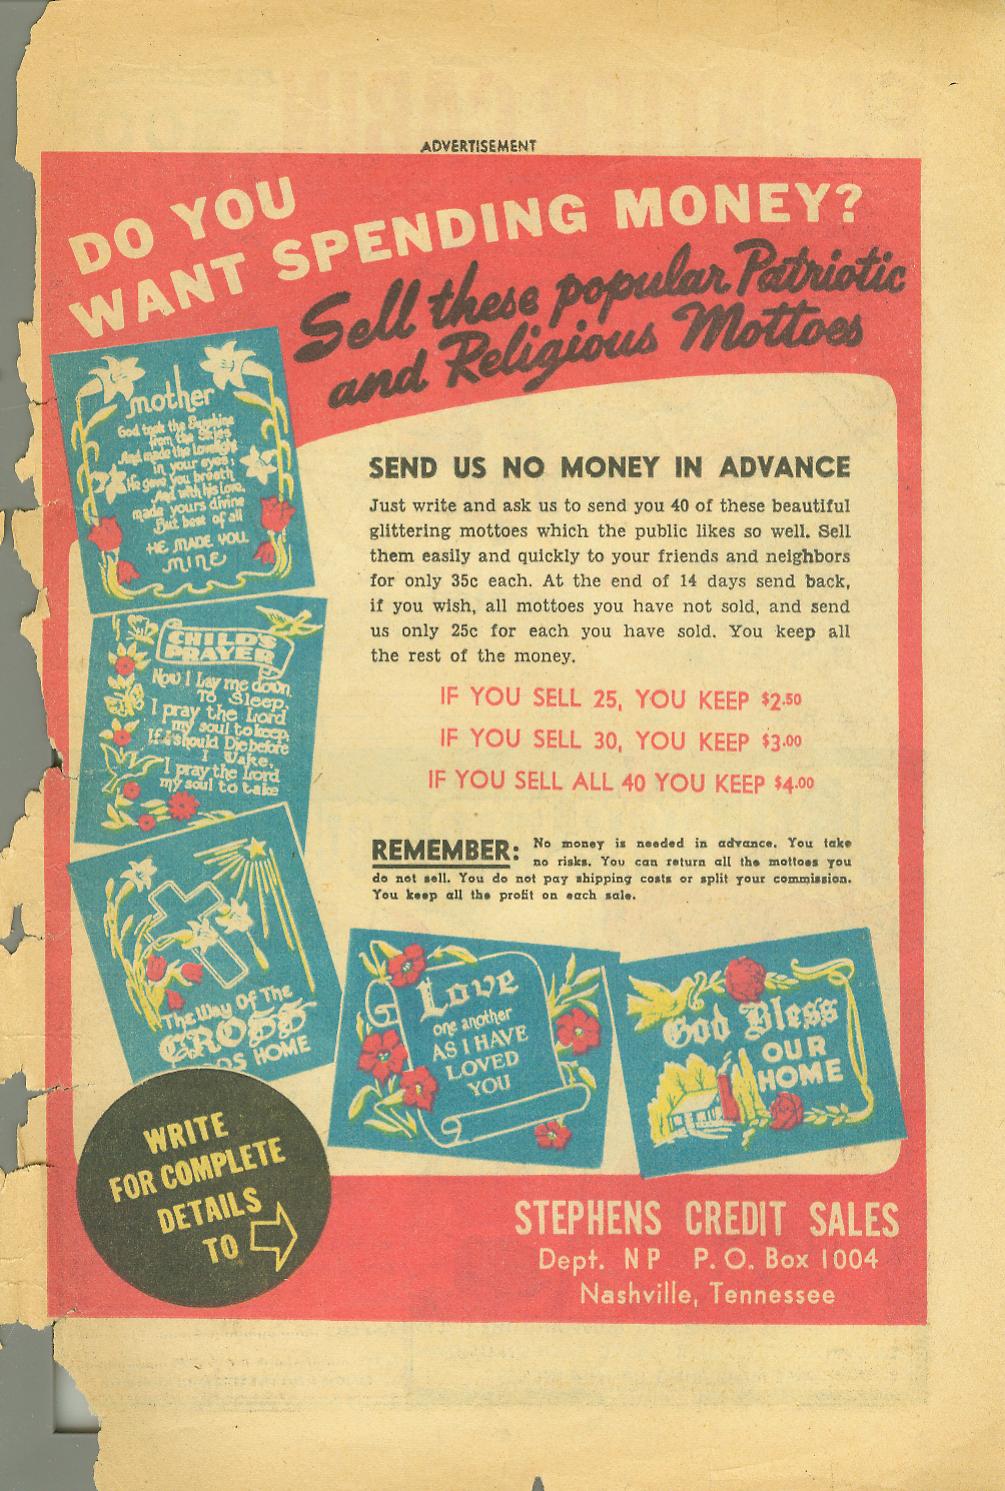 ADVERTISEMENT
DO YOU
WANT SPENDING MONEY?
Sell these popular Patriotic
and Religious Mottoes
mother
God took the Sunshine
from the Skies
And made the Lovelight
in your eyes;
He gave you breath
And with his Love,
made yours divine
But best of all
HE MADE YOU
MINE
CHILD'S
PRAYER
Now I Lay me down
To Sleep,
I pray the Lord
my soul to keep,
If I should Die before
I Wake,
I pray the Lord
my soul to take
The Way Of The
CROSS
HOME
SEND US NO MONEY IN ADVANCE
Just write and ask us to send you 40 of these beautiful
glittering mottoes which the public likes so well. Sell
them easily and quickly to your friends and neighbors
for only 35c each. At the end of 14 days send back,
if you wish, all mottoes you have not sold, and send
us only 25c for each you have sold. You keep all
the rest of the money.
IF YOU SELL 25, YOU KEEP $2.50
IF YOU SELL 30, YOU KEEP $3.00
IF YOU SELL ALL 40 YOU KEEP $4.00
REMEMBER: No money is needed in advance. You take
no risks. You can return all the mottoes you
do not sell. You do not pay shipping costs or split your commission.
You keep all the profit on each sale.
Love
one another
AS I HAVE
LOVED
YOU
God Bless
OUR
HOME
WRITE
FOR COMPLETE
DETAILS
TO
STEPHENS CREDIT SALES
Dept. NP P. O. Box 1004
Nashville, Tennessee